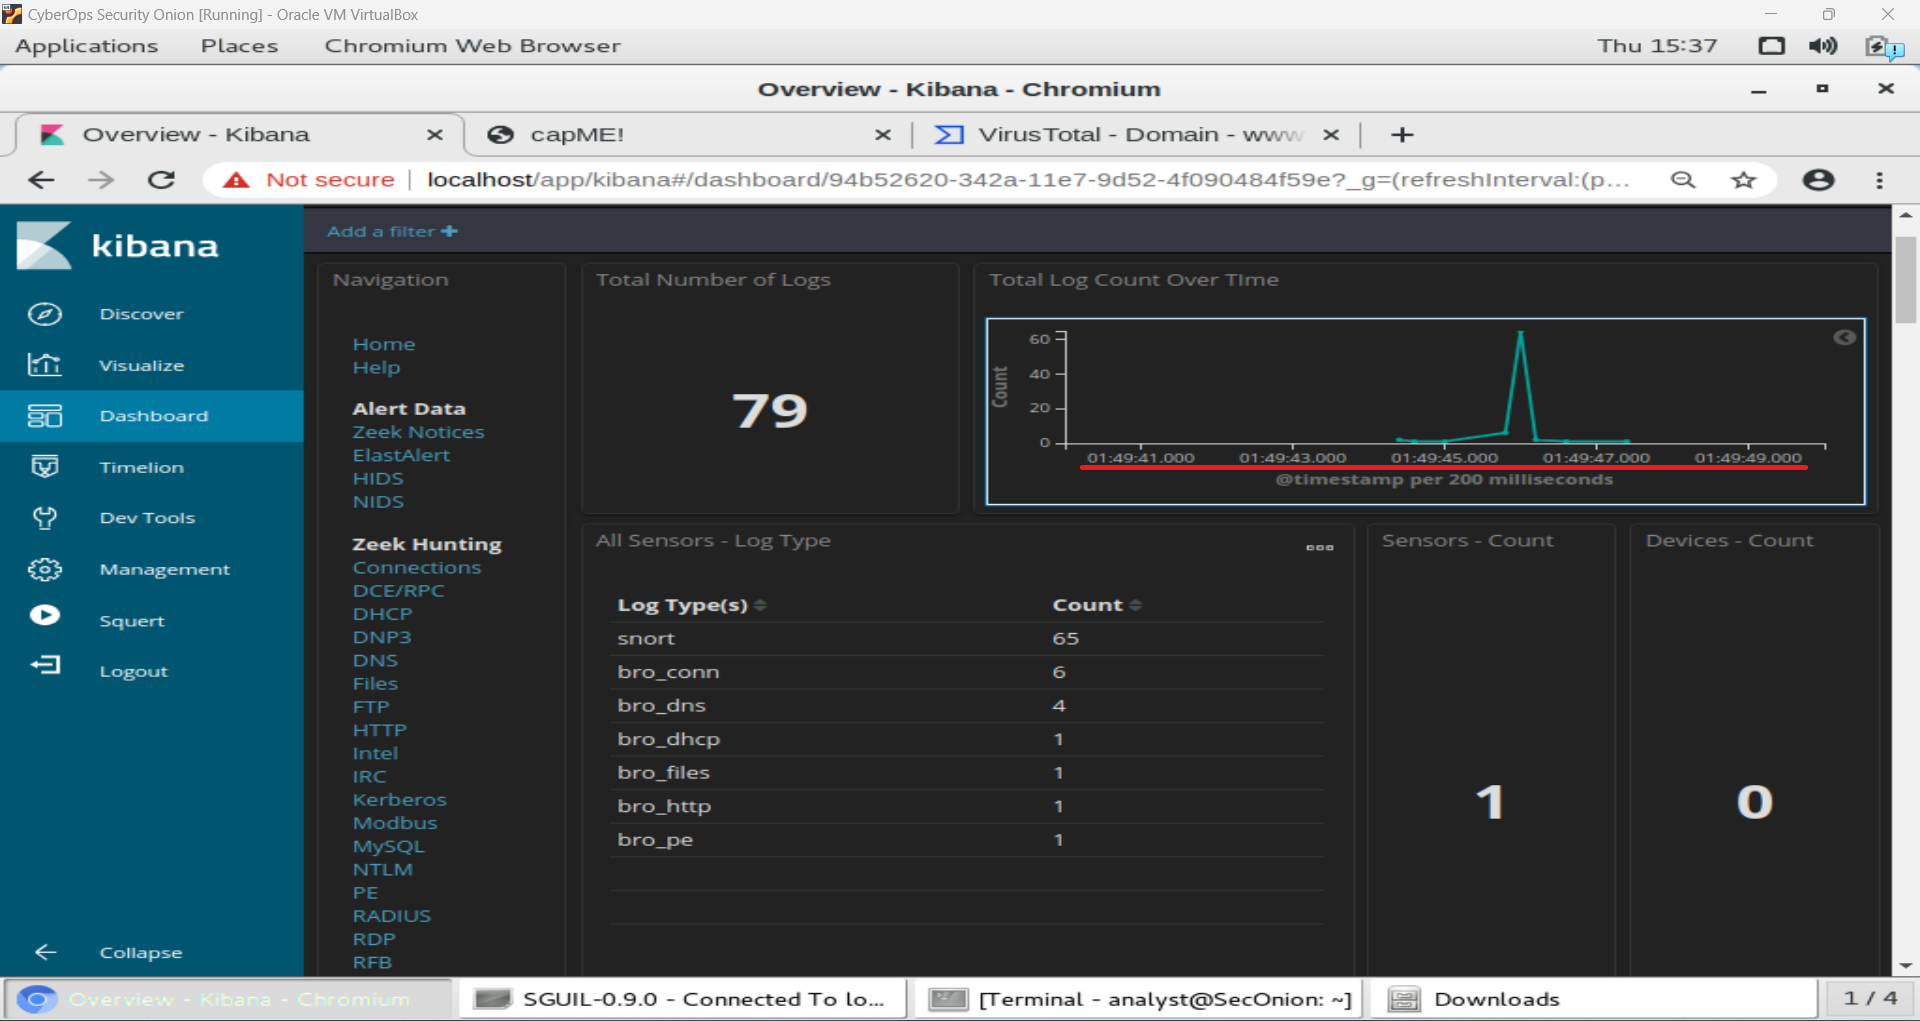 CyberOps Security Onion [Running] - Oracle VM VirtualBox
Applications Places Chromium Web Browser Thu 15:37
Overview - Kibana - Chromium
Overview - Kibana capME! VirusTotal - Domain - www
Not secure localhost/app/kibana#/dashboard/94b52620-342a-11e7-9d52-4f090484f59e?_g=(refreshInterval:(p...
kibana
Discover
Visualize
Dashboard
Timelion
Dev Tools
Management
Squert
Logout
Collapse
Add a filter +
Navigation
Home
Help
Alert Data
Zeek Notices
ElastAlert
HIDS
NIDS
Zeek Hunting
Connections
DCE/RPC
DHCP
DNP3
DNS
Files
FTP
HTTP
Intel
IRC
Kerberos
Modbus
MySQL
NTLM
PE
RADIUS
RDP
RFB
Total Number of Logs
79
Total Log Count Over TIme
Count
60
40
20
0
01:49:41.000 01:49:43.000 01:49:45.000 01:49:47.000 01:49:49.000
@timestamp per 200 milliseconds
All Sensors - Log Type
Log Type(s) Count
snort 65
bro_conn 6
bro_dns 4
bro_dhcp 1
bro_files 1
bro_http 1
bro_pe 1
Sensors - Count
1
Devices - Count
0
Overview - Kibana - Chromium SGUIL-0.9.0 - Connected To lo... [Terminal - analyst@SecOnion: ~] Downloads 1 / 4